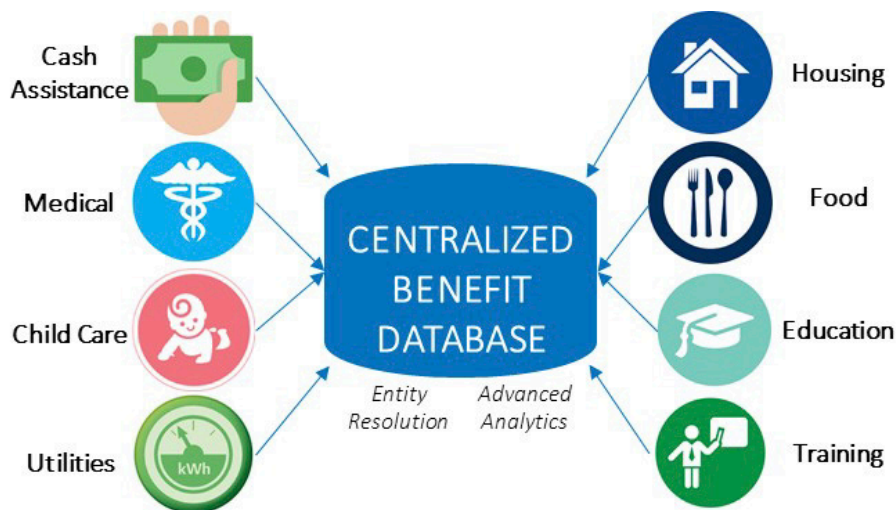 Cash
Assistance
Medical
Child Care
Utilities
kWh
CENTRALIZED
BENEFIT
DATABASE
Entity
Resolution
Advanced
Analytics
Housing
Food
Education
Training